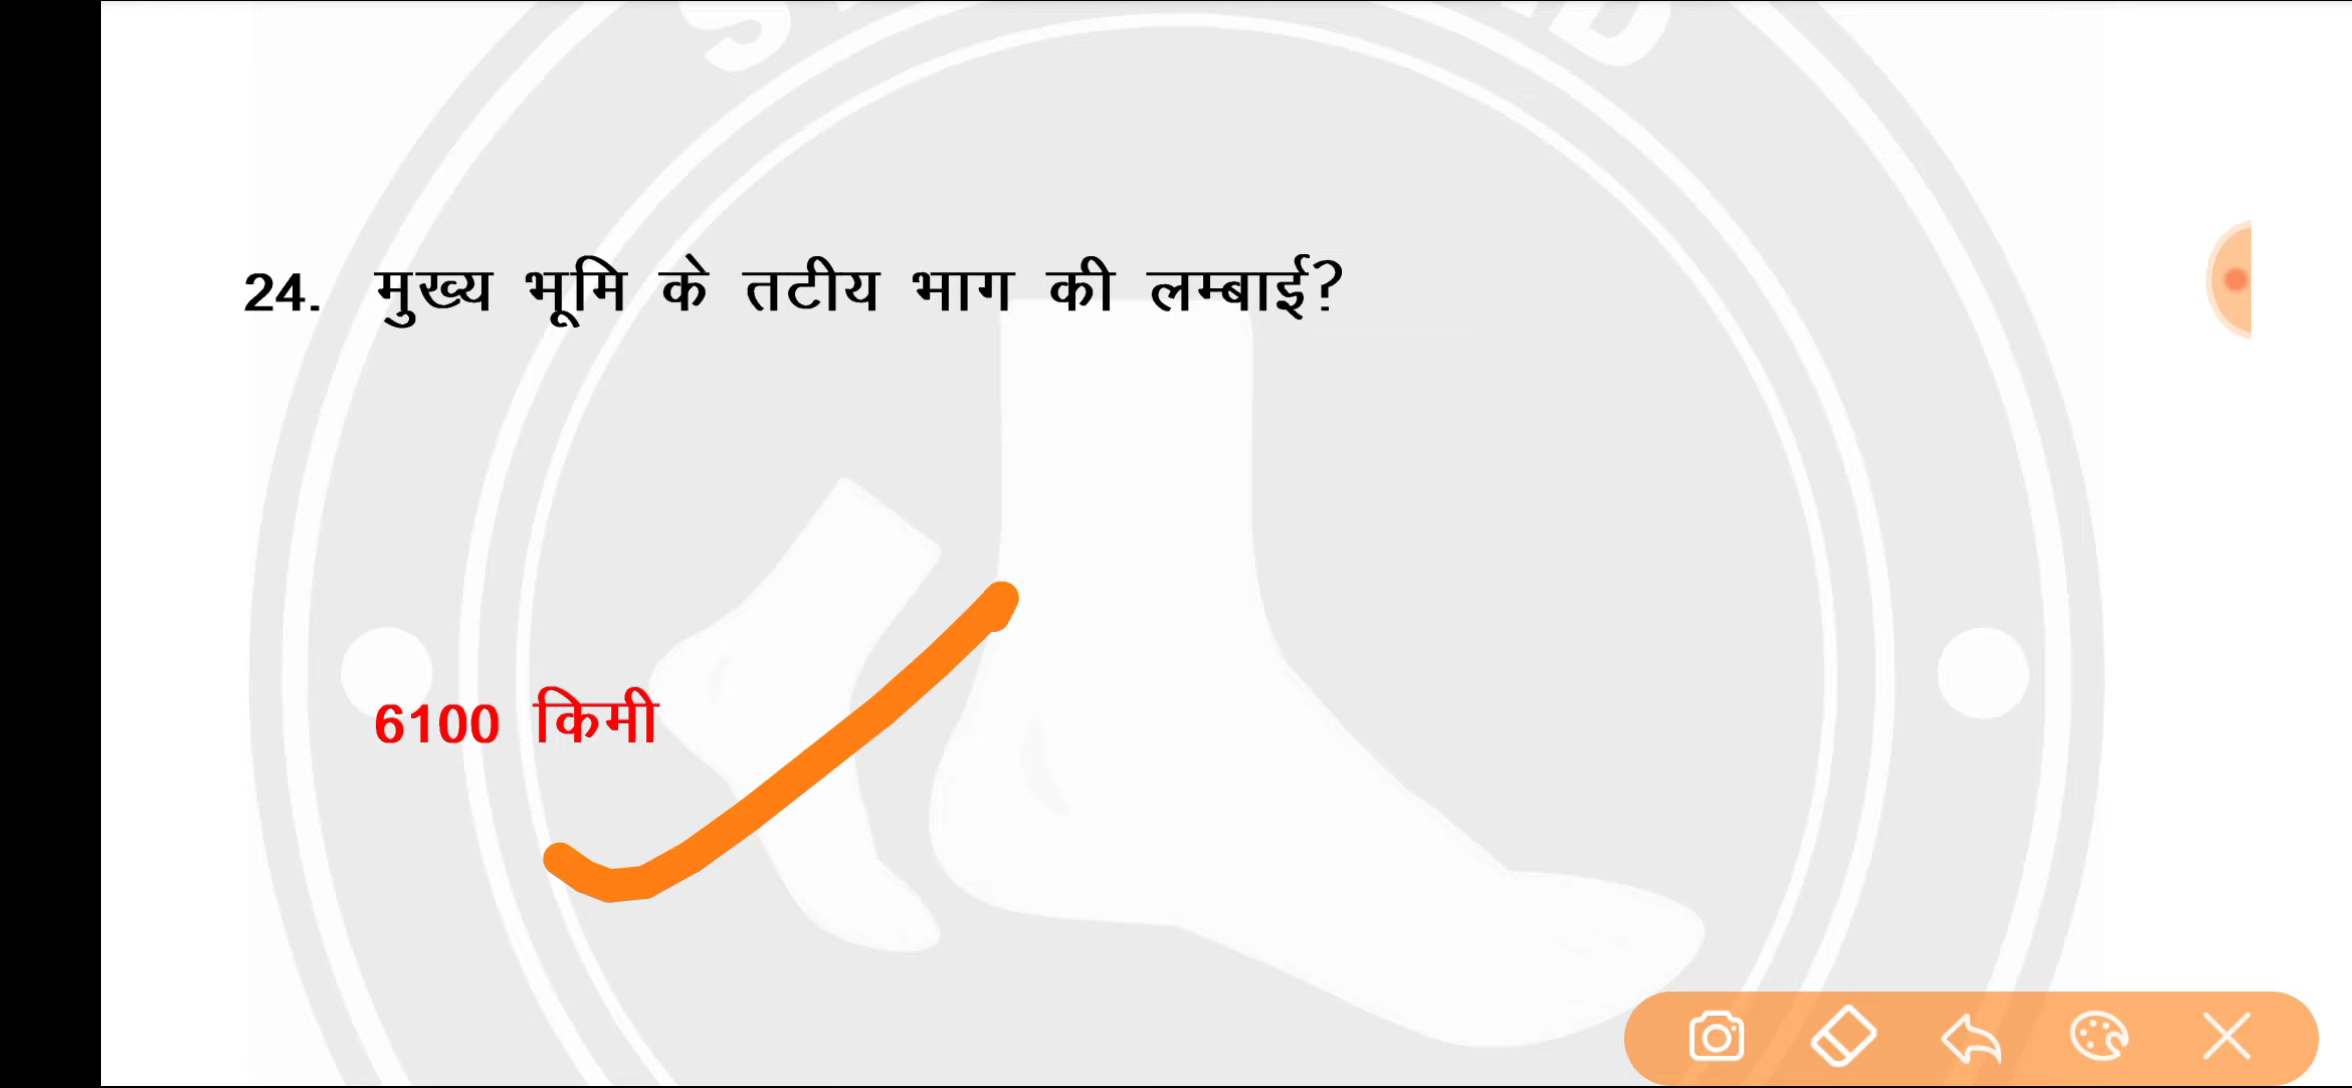 24. मुख्य भूमि के तटीय भाग की लम्बाई?
6100 किमी